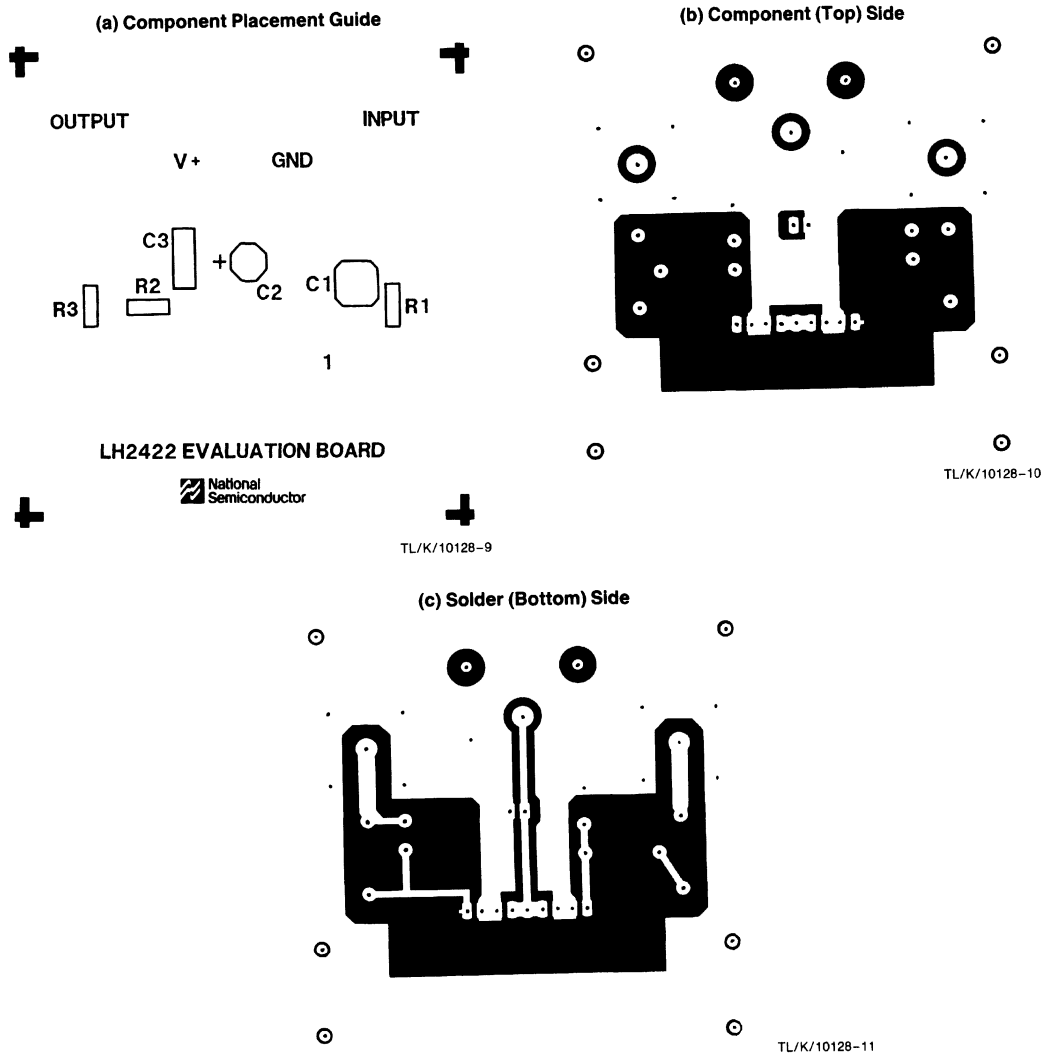 (a) Component Placement Guide
OUTPUT
INPUT
V +
GND
C3
+
C2
C1
R2
R3
R1
1
LH2422 EVALUATION BOARD
National
Semiconductor
TL/K/10128-9
(b) Component (Top) Side
TL/K/10128-10
(c) Solder (Bottom) Side
TL/K/10128-11